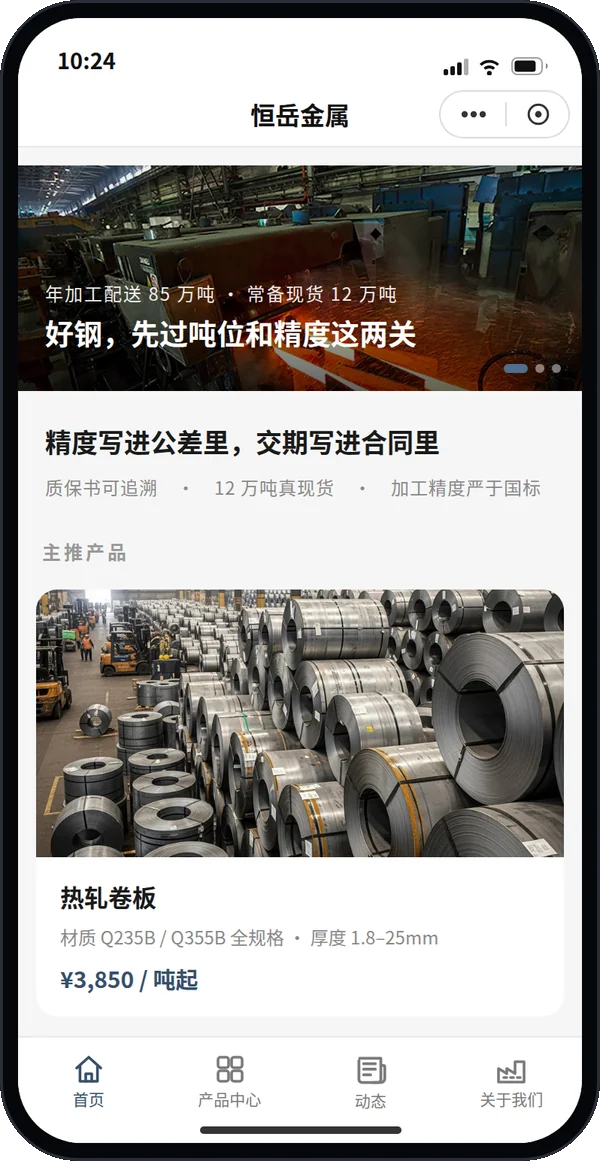 10:24
恒岳金属
年加工配送 85 万吨 · 常备现货 12 万吨
好钢，先过吨位和精度这两关
精度写进公差里，交期写进合同里
质保书可追溯 · 12 万吨真现货 · 加工精度严于国标
主推产品
热轧卷板
材质 Q235B / Q355B 全规格 · 厚度 1.8–25mm
¥3,850 / 吨起
首页 产品中心 动态 关于我们